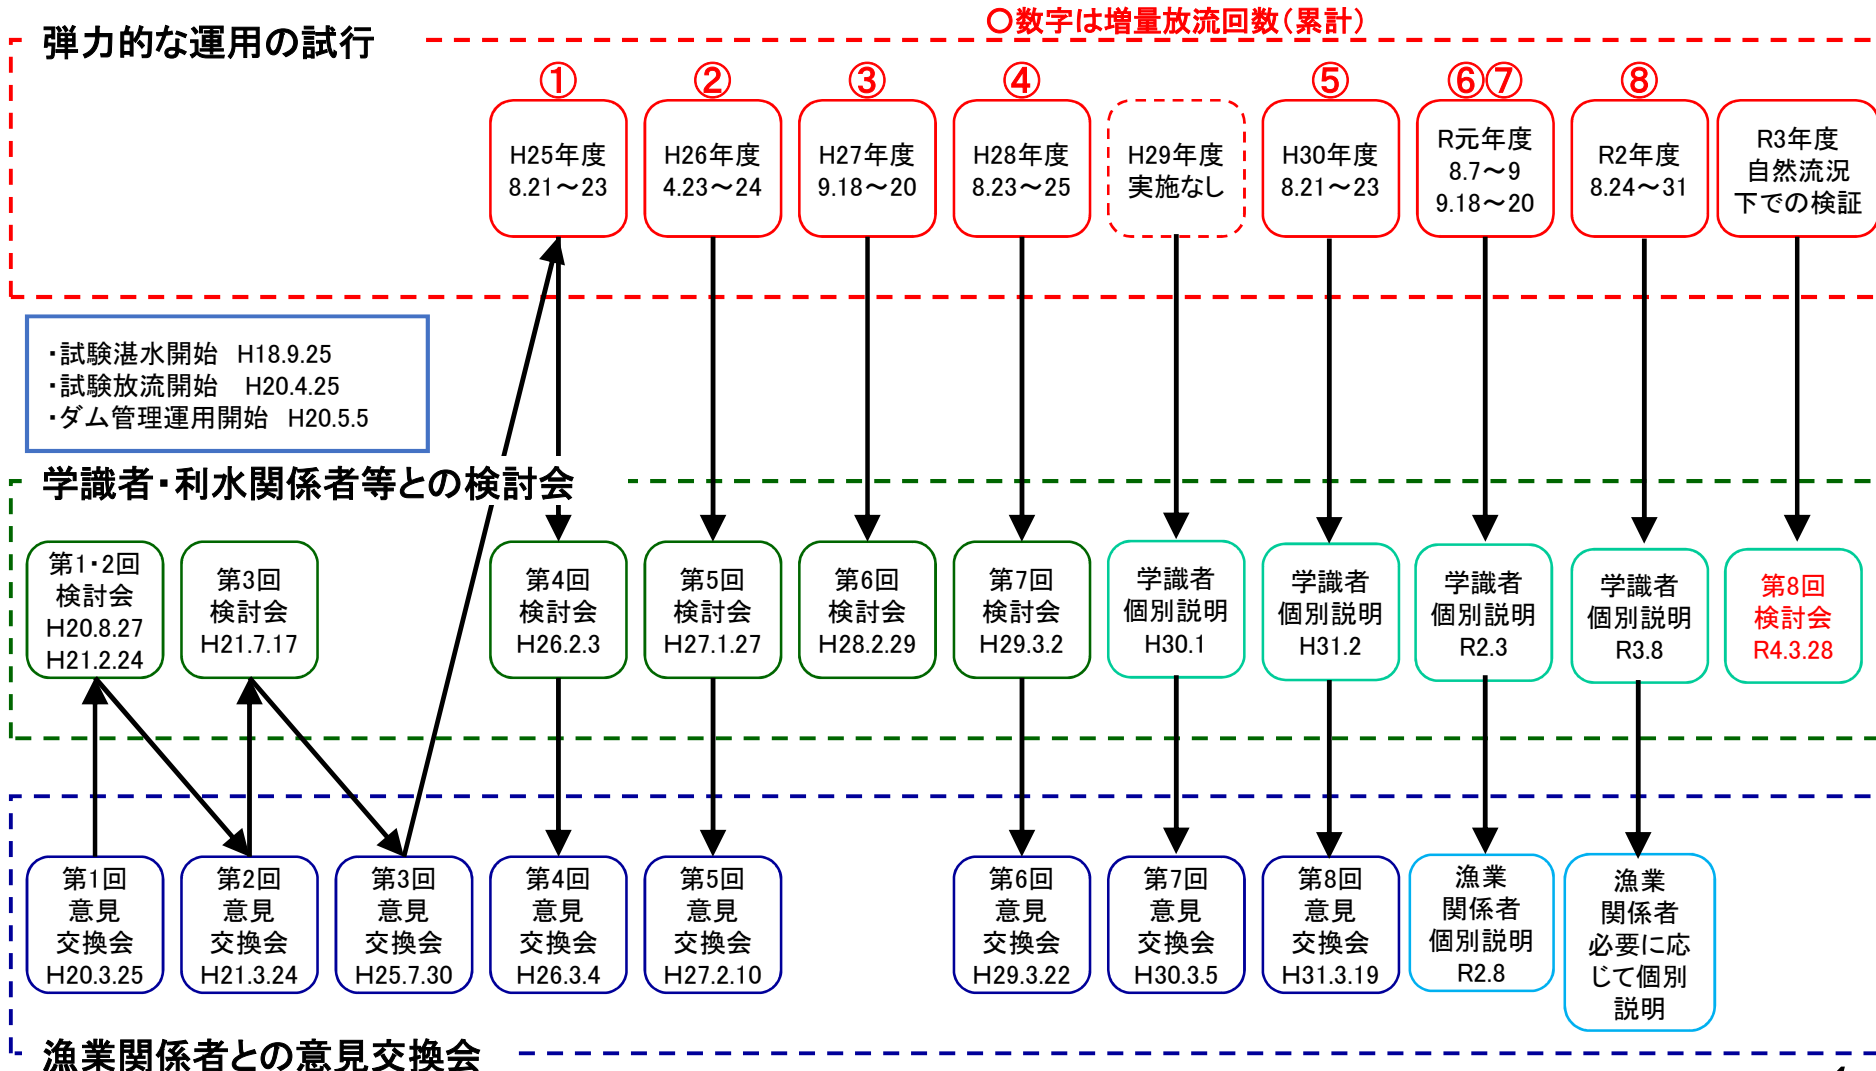 〇数字は増量放流回数(累計)
弾力的な運用の試行
①
②
③
④
⑤
⑥⑦
⑧
H25年度
8.21～23
H26年度
4.23～24
H27年度
9.18～20
H28年度
8.23～25
H29年度
実施なし
H30年度
8.21～23
R元年度
8.7～9
9.18～20
R2年度
8.24～31
R3年度
自然流況
下での検証
・試験湛水開始 H18.9.25
・試験放流開始 H20.4.25
・ダム管理運用開始 H20.5.5
学識者・利水関係者等との検討会
第1・2回
検討会
H20.8.27
H21.2.24
第3回
検討会
H21.7.17
第4回
検討会
H26.2.3
第5回
検討会
H27.1.27
第6回
検討会
H28.2.29
第7回
検討会
H29.3.2
学識者
個別説明
H30.1
学識者
個別説明
H31.2
学識者
個別説明
R2.3
学識者
個別説明
R3.8
第8回
検討会
R4.3.28
第1回
意見
交換会
H20.3.25
第2回
意見
交換会
H21.3.24
第3回
意見
交換会
H25.7.30
第4回
意見
交換会
H26.3.4
第5回
意見
交換会
H27.2.10
第6回
意見
交換会
H29.3.22
第7回
意見
交換会
H30.3.5
第8回
意見
交換会
H31.3.19
漁業
関係者
個別説明
R2.8
漁業
関係者
必要に応
じて個別
説明
漁業関係者との意見交換会